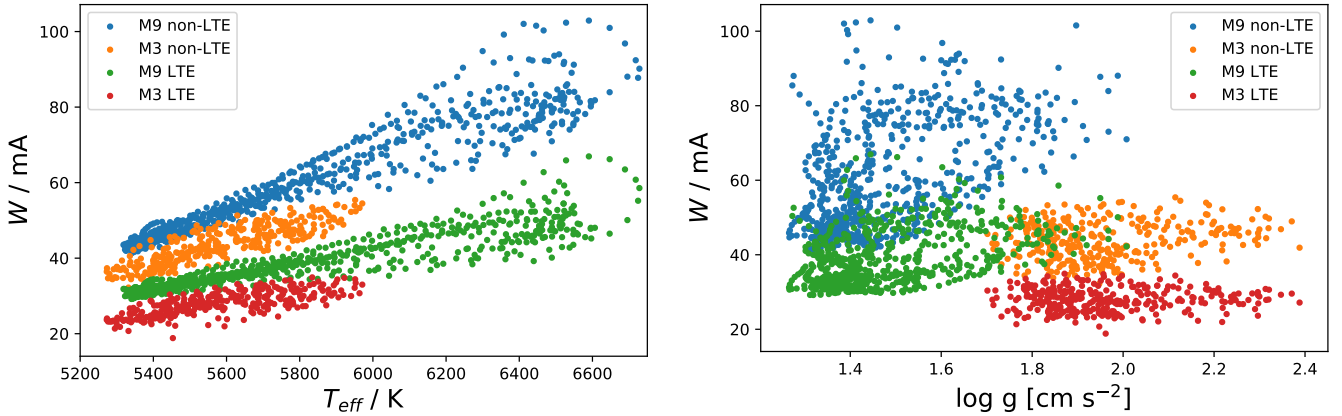 M9 non-LTE
M3 non-LTE
M9 LTE
M3 LTE
100
80
60
40
20
W / mA
5200 5400 5600 5800 6000 6200 6400 6600
T_eff / K
M9 non-LTE
M3 non-LTE
M9 LTE
M3 LTE
100
80
60
40
20
W / mA
1.4 1.6 1.8 2.0 2.2 2.4
log g [cm s⁻²]